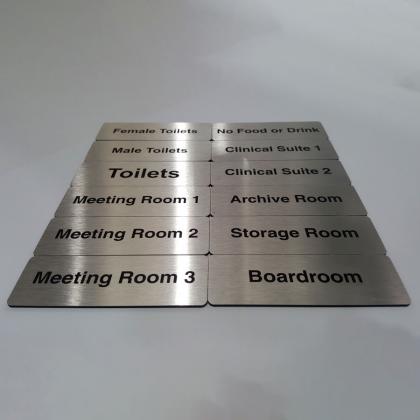 Female Toilets
No Food or Drink
Male Toilets
Clinical Suite 1
Toilets
Clinical Suite 2
Meeting Room 1
Archive Room
Meeting Room 2
Storage Room
Meeting Room 3
Boardroom